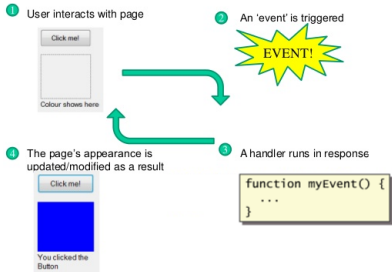 1 User interacts with page
Click me!
Colour shows here
2 An 'event' is triggered
EVENT!
3 A handler runs in response
function myEvent() {
...
}
4 The page's appearance is
updated/modified as a result
Click me!
You clicked the
Button